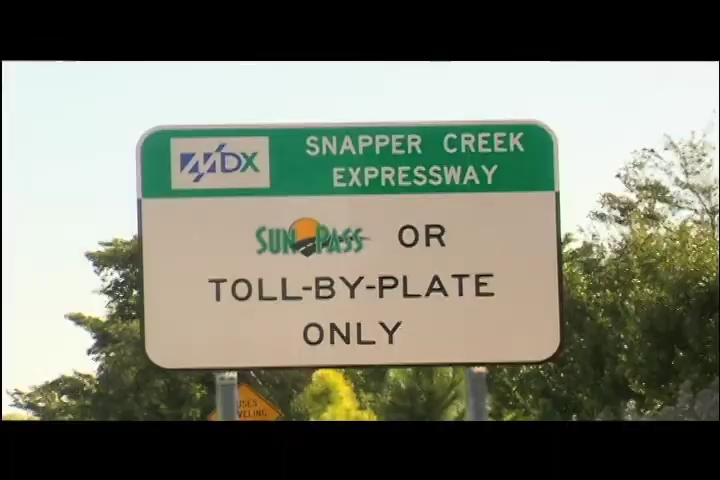 MDX
SNAPPER CREEK
EXPRESSWAY
SUNPASS OR
TOLL-BY-PLATE
ONLY